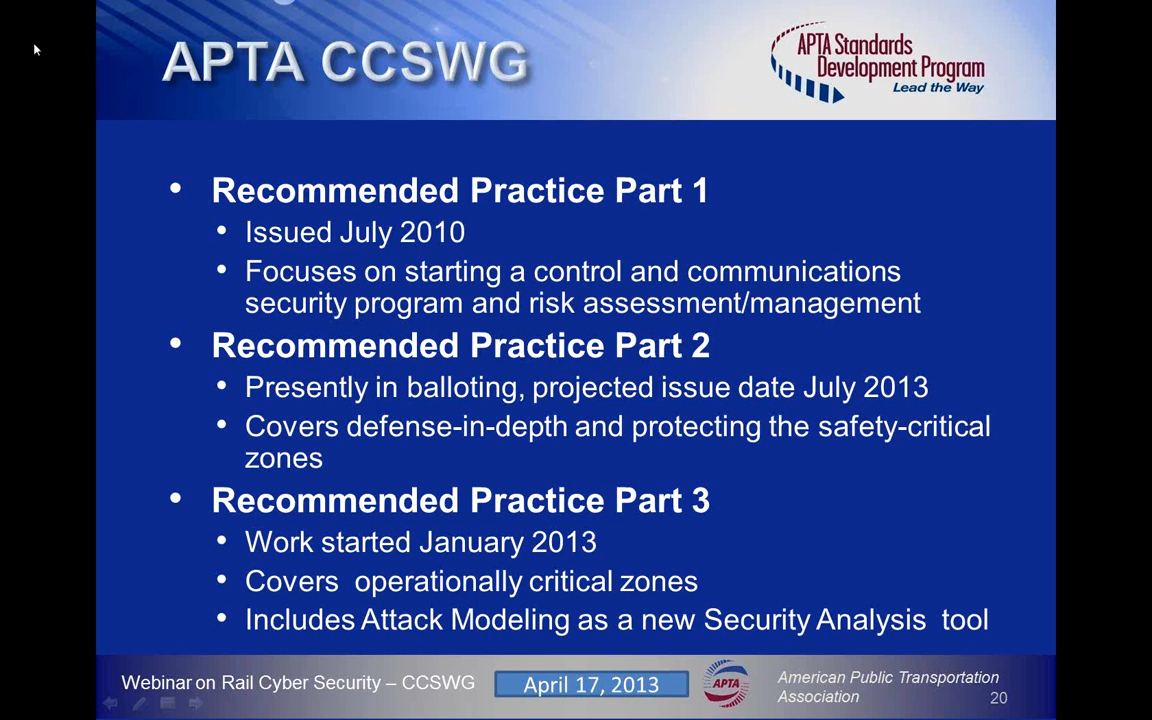 APTA CCSWG
APTA Standards
Development Program
Lead the Way
• Recommended Practice Part 1
• Issued July 2010
• Focuses on starting a control and communications
security program and risk assessment/management
• Recommended Practice Part 2
• Presently in balloting, projected issue date July 2013
• Covers defense-in-depth and protecting the safety-critical
zones
• Recommended Practice Part 3
• Work started January 2013
• Covers operationally critical zones
• Includes Attack Modeling as a new Security Analysis tool
Webinar on Rail Cyber Security – CCSWG
April 17, 2013
APTA
American Public Transportation
Association
20